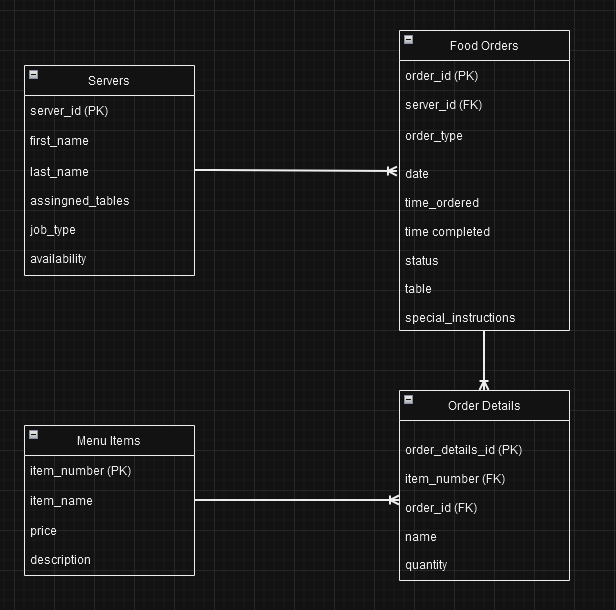 Servers
server_id (PK)
first_name
last_name
assingned_tables
job_type
availability
Food Orders
order_id (PK)
server_id (FK)
order_type
date
time_ordered
time completed
status
table
special_instructions
Menu Items
item_number (PK)
item_name
price
description
Order Details
order_details_id (PK)
item_number (FK)
order_id (FK)
name
quantity